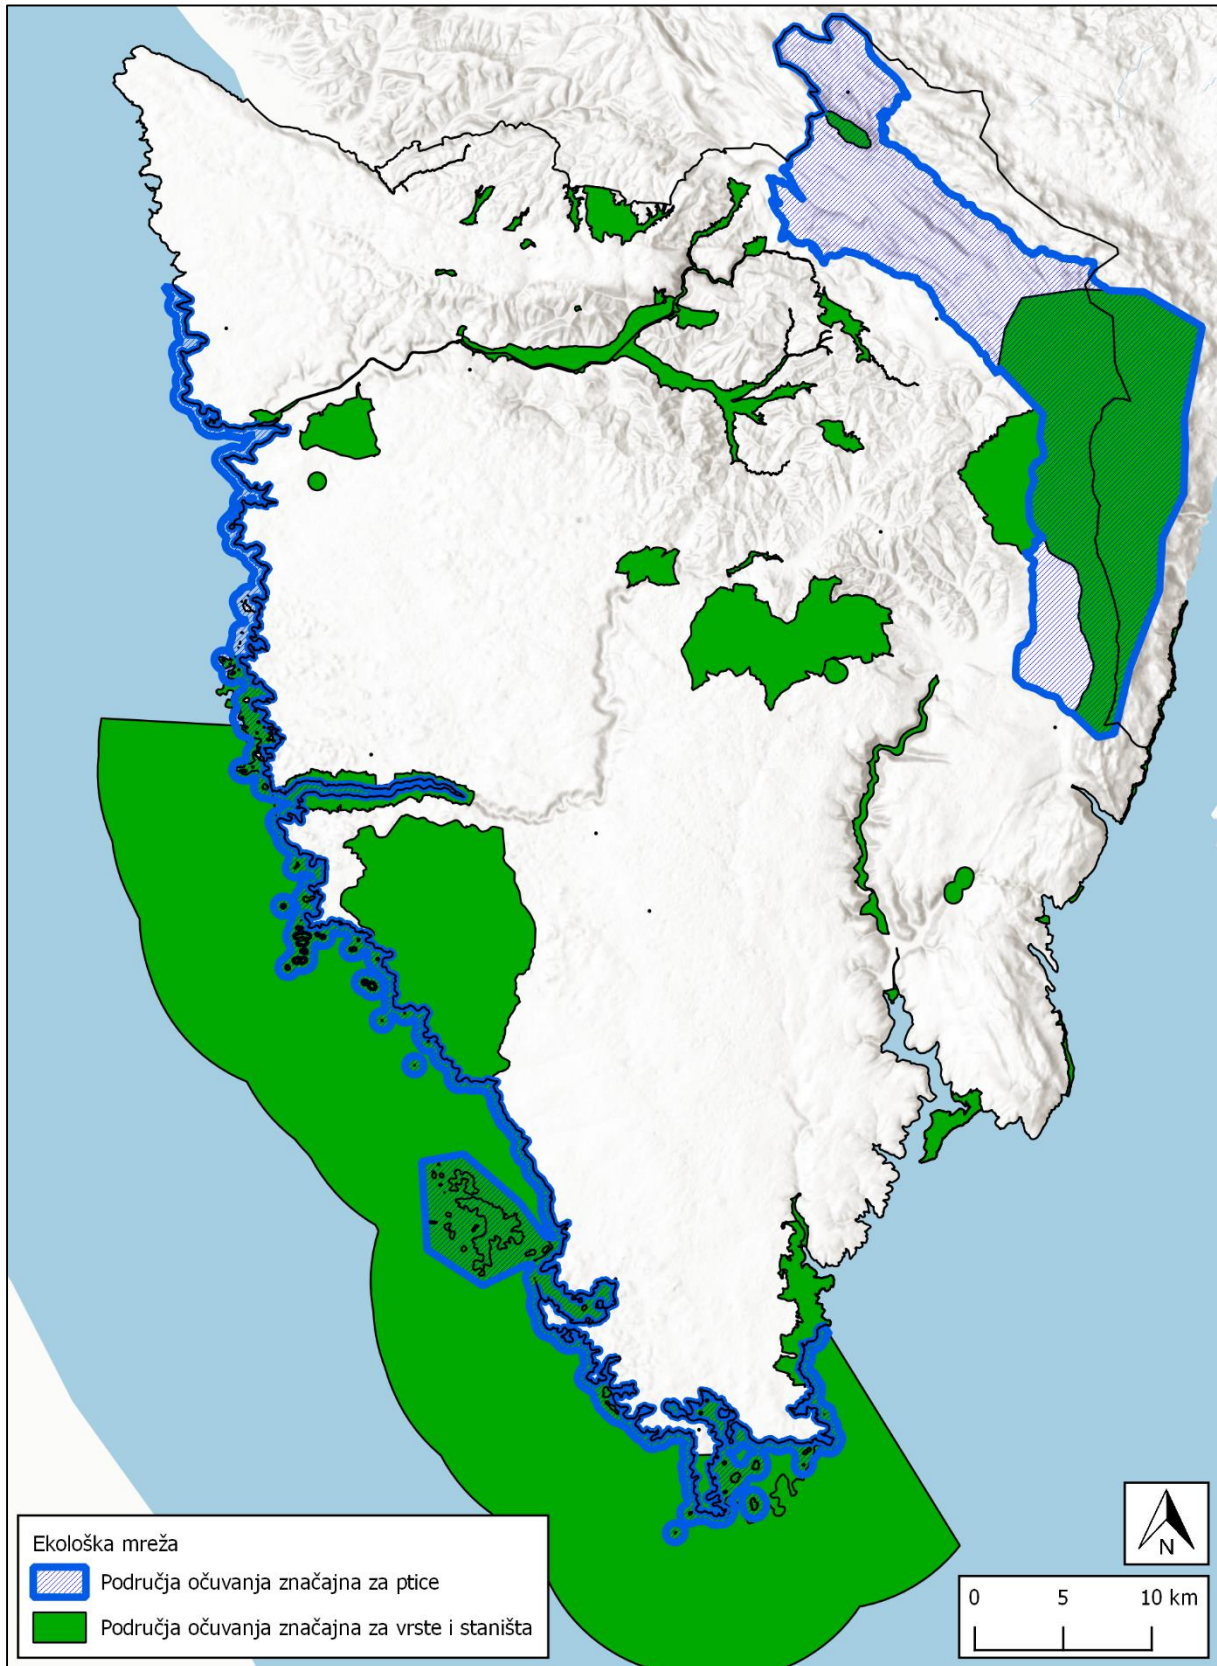 Ekološka mreža
Područja očuvanja značajna za ptice
Područja očuvanja značajna za vrste i staništa
N
0 5 10 km